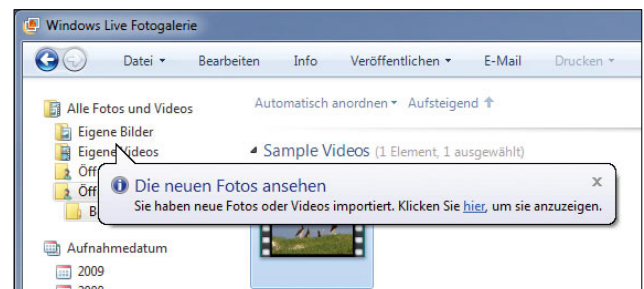 Windows Live Fotogalerie
Datei Bearbeiten Info Veröffentlichen E-Mail Drucken
Alle Fotos und Videos
Automatisch anordnen Aufsteigend
Eigene Bilder
Eigene Videos
Sample Videos (1 Element, 1 ausgewählt)
Die neuen Fotos ansehen
Sie haben neue Fotos oder Videos importiert. Klicken Sie hier, um sie anzuzeigen.
Aufnahmedatum
2009